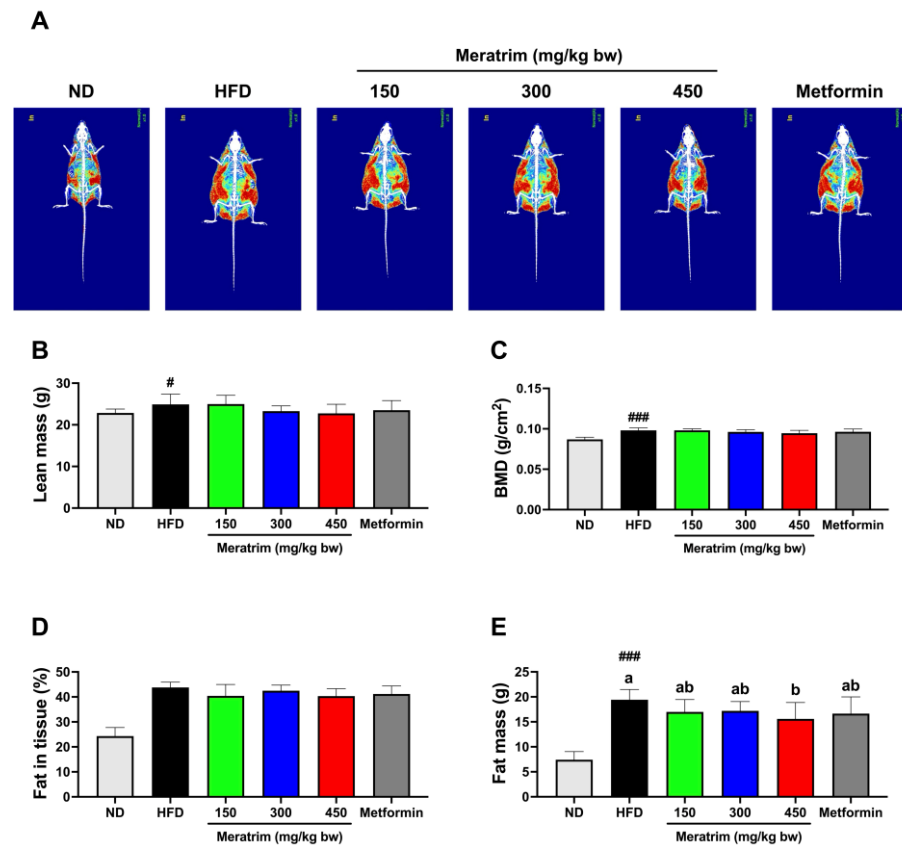 A
Meratrim (mg/kg bw)
ND HFD 150 300 450 Metformin
B
#
Lean mass (g)
30
20
10
0
ND HFD 150 300 450 Metformin
Meratrim (mg/kg bw)
C
###
BMD (g/cm²)
0.15
0.10
0.05
0.00
ND HFD 150 300 450 Metformin
Meratrim (mg/kg bw)
D
Fat in tissue (%)
50
40
30
20
10
0
ND HFD 150 300 450 Metformin
Meratrim (mg/kg bw)
E
###
a ab ab b ab
Fat mass (g)
25
20
15
10
5
0
ND HFD 150 300 450 Metformin
Meratrim (mg/kg bw)